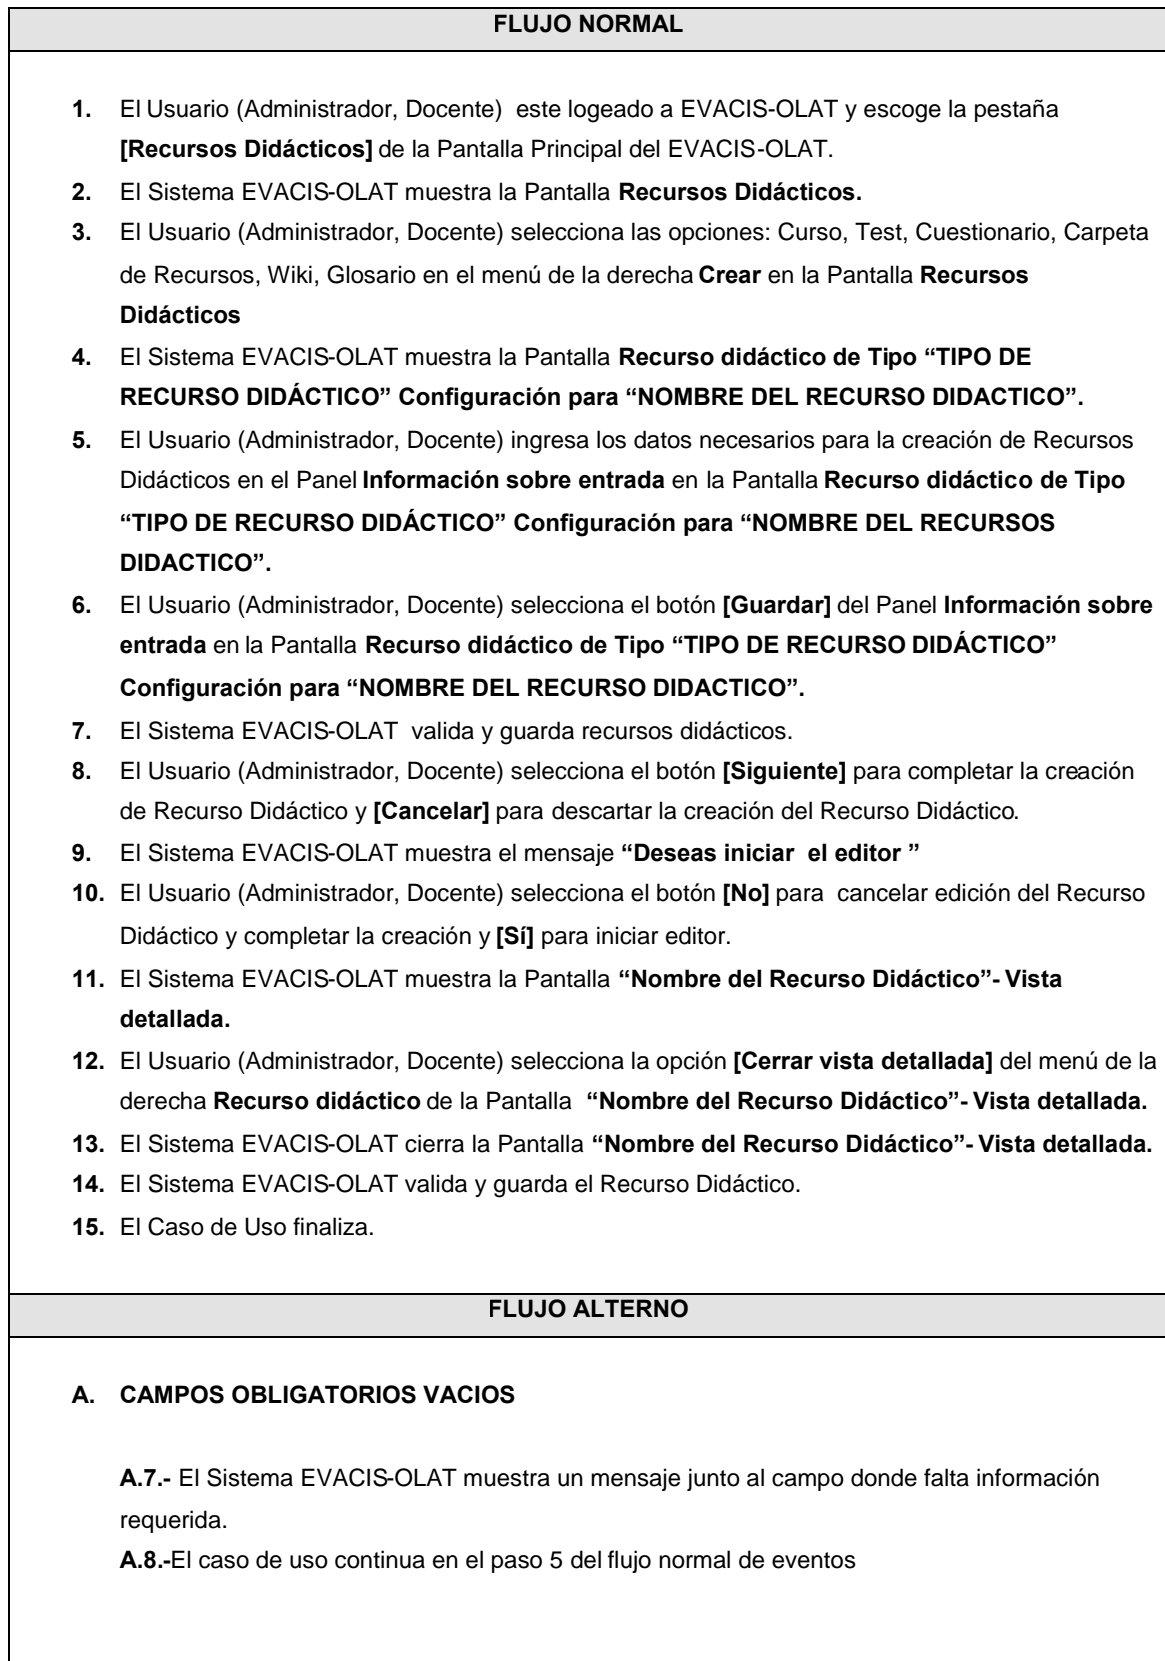 FLUJO NORMAL
1. El Usuario (Administrador, Docente) este logeado a EVACIS-OLAT y escoge la pestaña
[Recursos Didácticos] de la Pantalla Principal del EVACIS-OLAT.
2. El Sistema EVACIS-OLAT muestra la Pantalla Recursos Didácticos.
3. El Usuario (Administrador, Docente) selecciona las opciones: Curso, Test, Cuestionario, Carpeta
de Recursos, Wiki, Glosario en el menú de la derecha Crear en la Pantalla Recursos
Didácticos
4. El Sistema EVACIS-OLAT muestra la Pantalla Recurso didáctico de Tipo “TIPO DE
RECURSO DIDÁCTICO” Configuración para “NOMBRE DEL RECURSO DIDACTICO”.
5. El Usuario (Administrador, Docente) ingresa los datos necesarios para la creación de Recursos
Didácticos en el Panel Información sobre entrada en la Pantalla Recurso didáctico de Tipo
“TIPO DE RECURSO DIDÁCTICO” Configuración para “NOMBRE DEL RECURSOS
DIDACTICO”.
6. El Usuario (Administrador, Docente) selecciona el botón [Guardar] del Panel Información sobre
entrada en la Pantalla Recurso didáctico de Tipo “TIPO DE RECURSO DIDÁCTICO”
Configuración para “NOMBRE DEL RECURSO DIDACTICO”.
7. El Sistema EVACIS-OLAT valida y guarda recursos didácticos.
8. El Usuario (Administrador, Docente) selecciona el botón [Siguiente] para completar la creación
de Recurso Didáctico y [Cancelar] para descartar la creación del Recurso Didáctico.
9. El Sistema EVACIS-OLAT muestra el mensaje “Deseas iniciar el editor ”
10. El Usuario (Administrador, Docente) selecciona el botón [No] para cancelar edición del Recurso
Didáctico y completar la creación y [Sí] para iniciar editor.
11. El Sistema EVACIS-OLAT muestra la Pantalla “Nombre del Recurso Didáctico”- Vista
detallada.
12. El Usuario (Administrador, Docente) selecciona la opción [Cerrar vista detallada] del menú de la
derecha Recurso didáctico de la Pantalla “Nombre del Recurso Didáctico”- Vista detallada.
13. El Sistema EVACIS-OLAT cierra la Pantalla “Nombre del Recurso Didáctico”- Vista detallada.
14. El Sistema EVACIS-OLAT valida y guarda el Recurso Didáctico.
15. El Caso de Uso finaliza.
FLUJO ALTERNO
A. CAMPOS OBLIGATORIOS VACIOS
A.7.- El Sistema EVACIS-OLAT muestra un mensaje junto al campo donde falta información
requerida.
A.8.-El caso de uso continua en el paso 5 del flujo normal de eventos